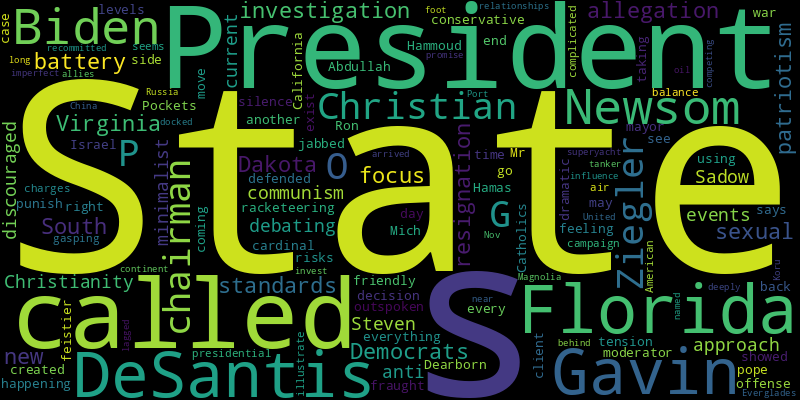 levels
Biden
case
recommitted
seems
long
battery
imperfect
allies
side
Russia
China
docked
Pockets
move
current
President
investigation
conservative
foot
relationships
allegation
war
Hammoud
end
promise
Abdullah
California
complicated
taking
oil
competing
patriotism
State
silence
exist
Christian
Port
Newsom
balance
Virginia
Israel
another
Ron
jabbed
Mr
mayor
see
discouraged
P
charges
punish
right
minimalist
Dakota
O
time
go
Hamas
superyacht
tanker
influence
using
Sadow
defended
focus
communism
resignation
G
dramatic
air
United
Ziegler
may
events
South
chairman
coming
racketeering
debating
day
Mich
Nov
Catholics
feeling
campaign
says
sexual
gasping
cardinal
risks
arrived
American
continent
invest
Christianity
called
standards
friendly
decision
outspoken
S
near
every
Magnolia
Florida
deeply
back
Koru
named
feistier
lagged
Steven
everything
behind
tension
approach
new
created
happening
presidential
DeSantis
illustrate
Democrats
Dearborn
anti
fraught
client
Gavin
moderator
showed
pope
offense
Everglades